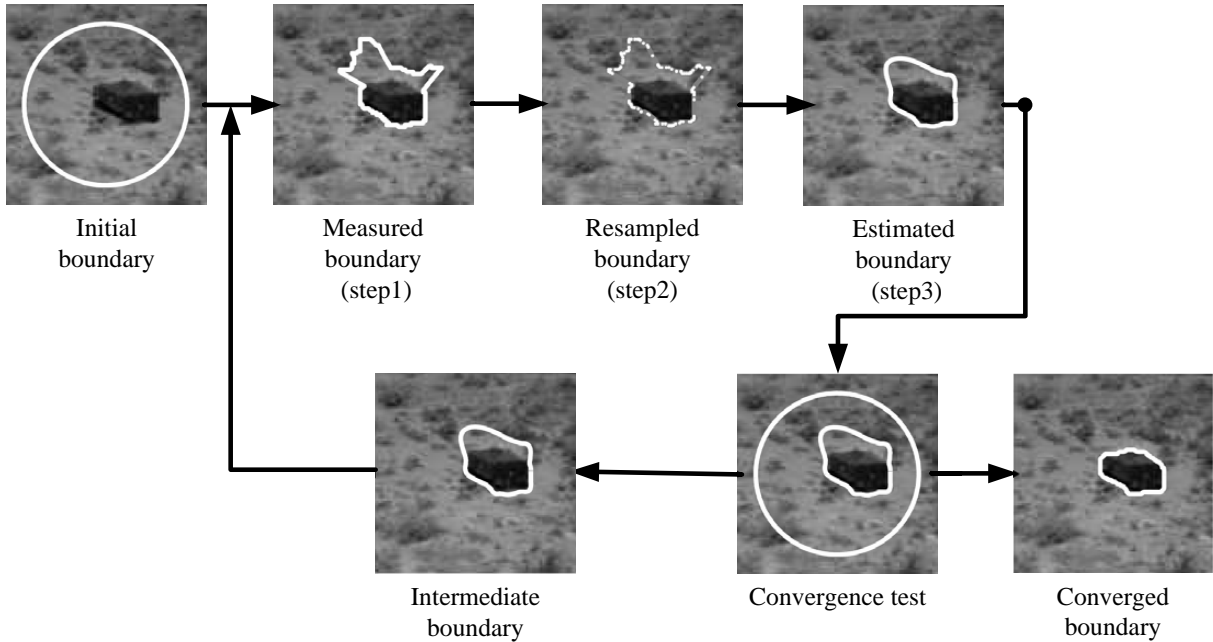 Initial
boundary
Measured
boundary
(step1)
Resampled
boundary
(step2)
Estimated
boundary
(step3)
Intermediate
boundary
Convergence test
Converged
boundary